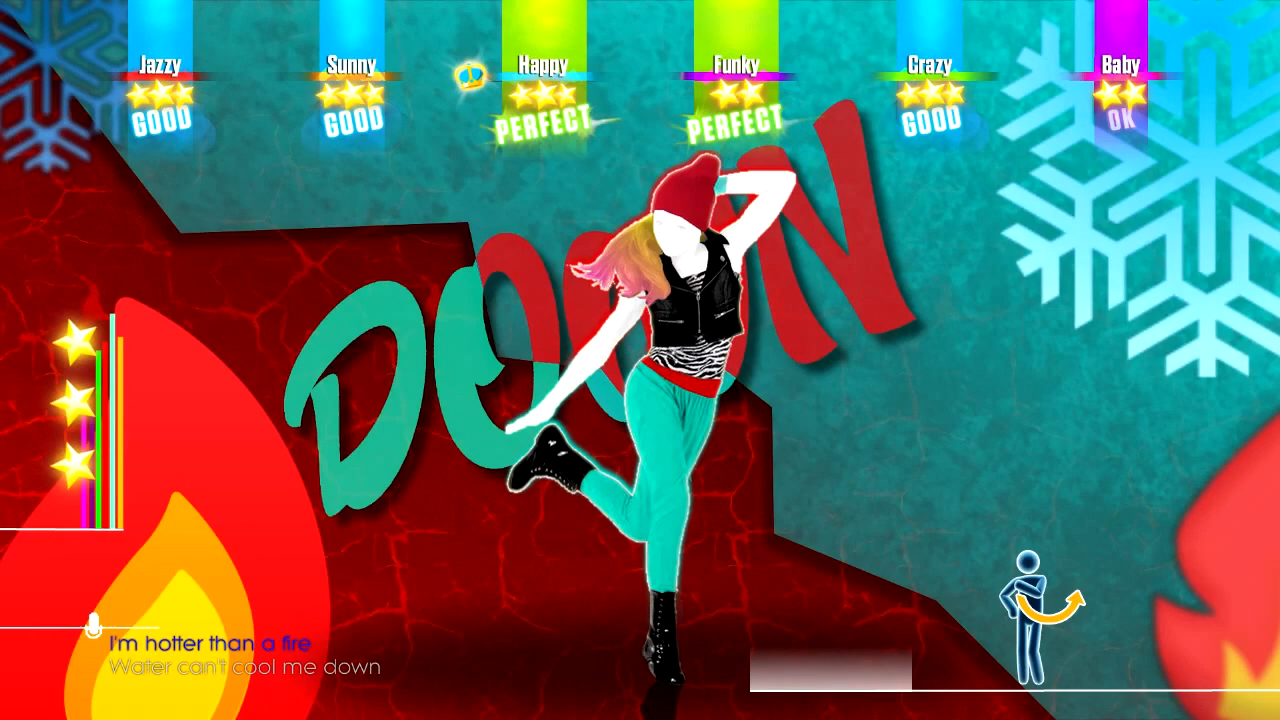 Jazzy
GOOD
Sunny
GOOD
Happy
PERFECT
Funky
PERFECT
Crazy
GOOD
Baby
OK
DOWN
I'm hotter than a fire
Water can't cool me down